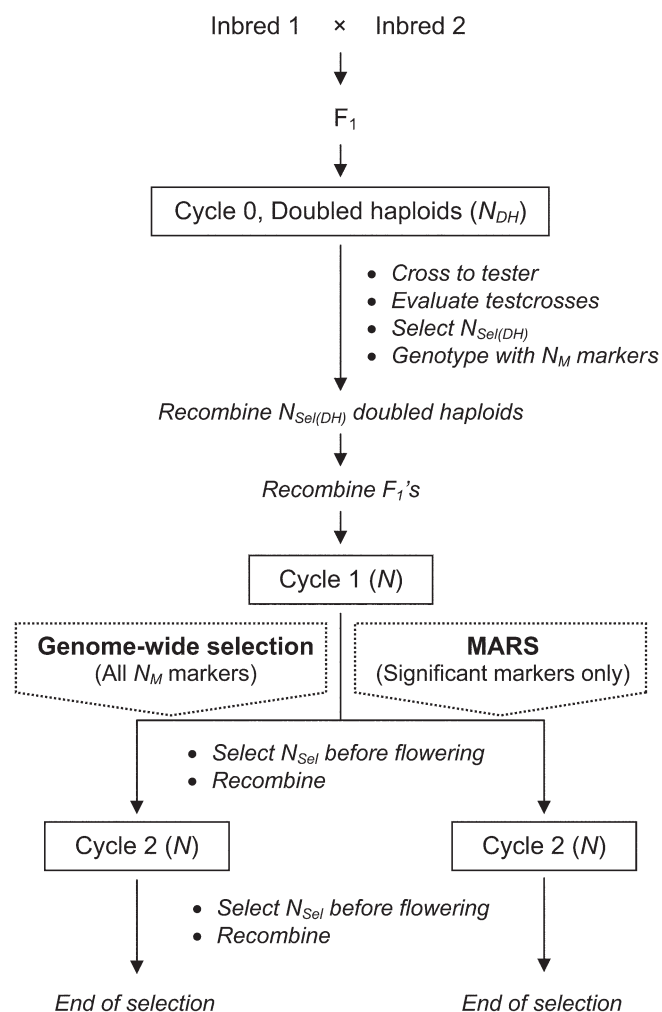 Inbred 1 × Inbred 2
F1
Cycle 0, Doubled haploids (NDH)
• Cross to tester
• Evaluate testcrosses
• Select NSel(DH)
• Genotype with NM markers
Recombine NSel(DH) doubled haploids
Recombine F1's
Cycle 1 (N)
Genome-wide selection
(All NM markers)
MARS
(Significant markers only)
• Select NSel before flowering
• Recombine
Cycle 2 (N)
Cycle 2 (N)
• Select NSel before flowering
• Recombine
End of selection
End of selection